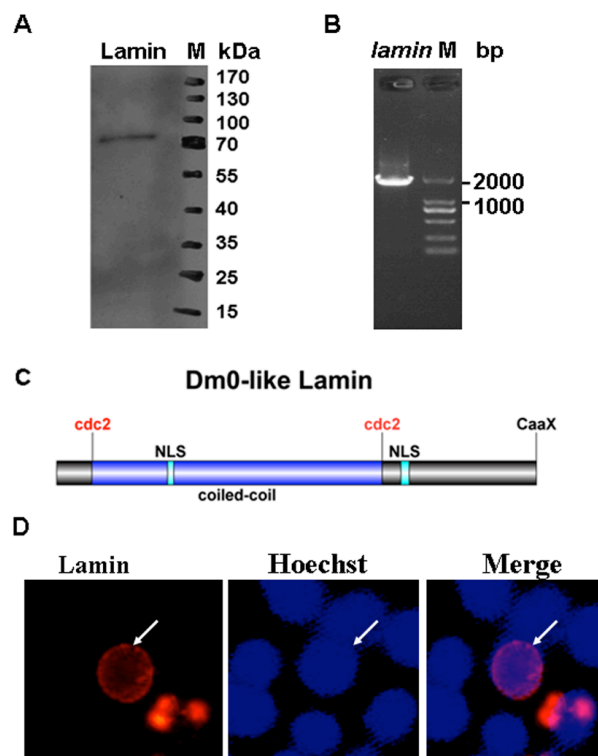 A
Lamin M kDa
170
130
100
70
55
40
35
25
15
B
lamin M bp
2000
1000
C
Dm0-like Lamin
cdc2
cdc2
CaaX
NLS
NLS
coiled-coil
D
Lamin
Hoechst
Merge